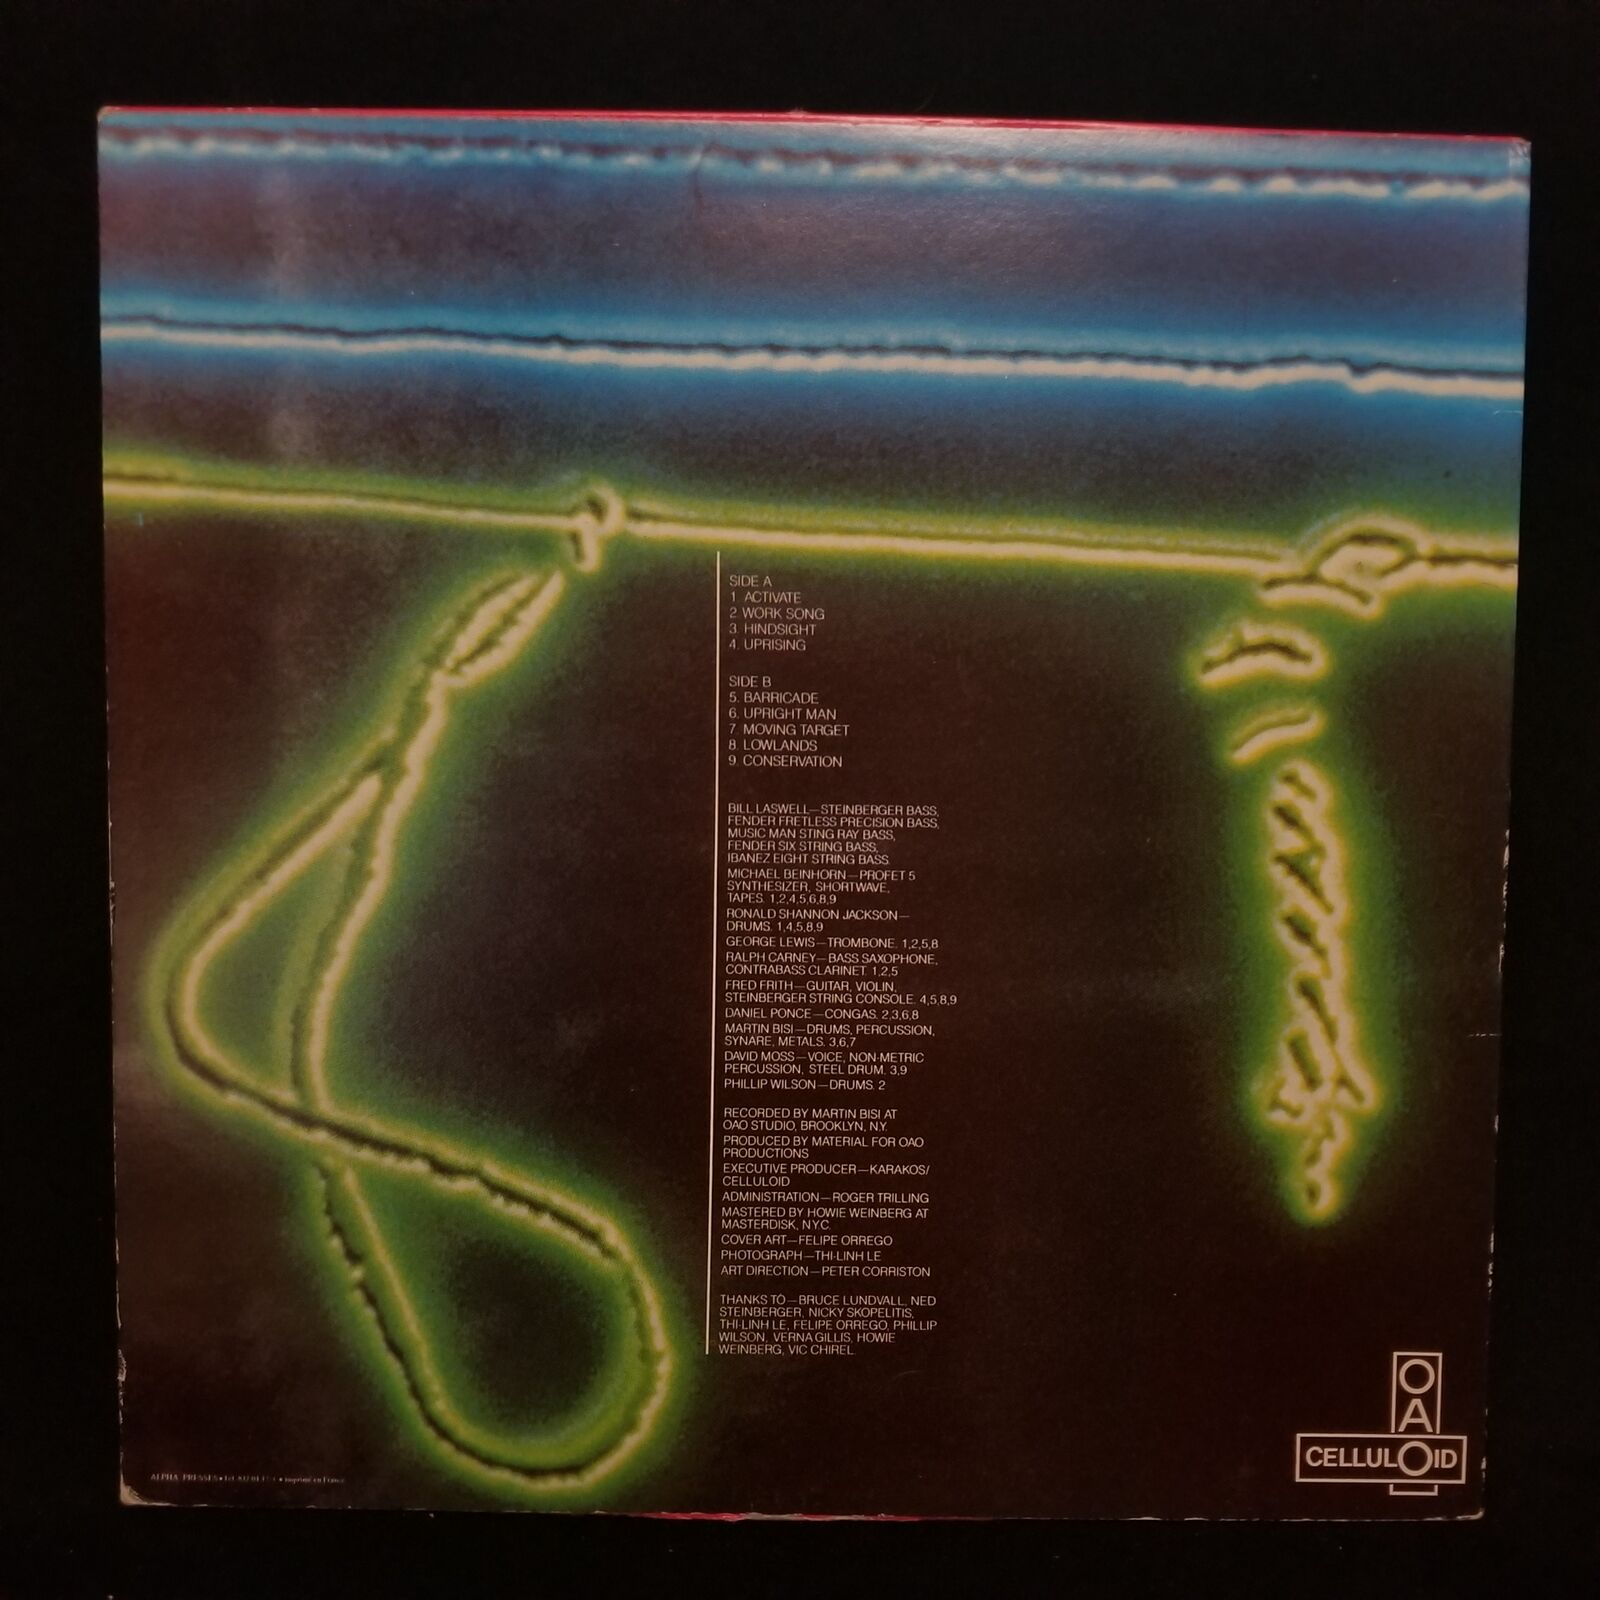 SIDE A
1. ACTIVATE
2. WORK SONG
3. HINDSIGHT
4. UPRISING
SIDE B
5. BARRICADE
6. UPRIGHT MAN
7. MOVING TARGET
8. LOWLANDS
9. CONSERVATION
BILL LASWELL—STEINBERGER BASS,
FENDER FRETLESS PRECISION BASS,
MUSIC MAN STING RAY BASS,
FENDER SIX STRING BASS,
IBANEZ EIGHT STRING BASS.
MICHAEL BEINHORN—PROFET 5
SYNTHESIZER, SHORTWAVE,
TAPES. 1,2,4,5,6,8,9
RONALD SHANNON JACKSON—
DRUMS. 1,4,5,8,9
GEORGE LEWIS—TROMBONE. 1,2,5,8
RALPH CARNEY—BASS SAXOPHONE,
CONTRABASS CLARINET. 1,2,5
FRED FRITH—GUITAR, VIOLIN,
STEINBERGER STRING CONSOLE. 4,5,8,9
DANIEL PONCE—CONGAS. 2,3,6,8
MARTIN BISI—DRUMS, PERCUSSION,
SYNARE, METALS. 3,6,7
DAVID MOSS—VOICE, NON-METRIC
PERCUSSION, STEEL DRUM. 3,9
PHILLIP WILSON—DRUMS. 2
RECORDED BY MARTIN BISI AT
OAO STUDIO, BROOKLYN, N.Y.
PRODUCED BY MATERIAL FOR OAO
PRODUCTIONS
EXECUTIVE PRODUCER—KARAKOS/
CELLULOID
ADMINISTRATION—ROGER TRILLING
MASTERED BY HOWIE WEINBERG AT
MASTERDISK, N.Y.C.
COVER ART—FELIPE ORREGO
PHOTOGRAPH—THI-LINH LE
ART DIRECTION—PETER CORRISTON
THANKS TO—BRUCE LUNDVALL, NED
STEINBERGER, NICKY SKOPELITIS,
THI-LINH LE, FELIPE ORREGO, PHILLIP
WILSON, VERNA GILLIS, HOWIE
WEINBERG, VIC CHIREL.
OAO
CELLULOID
ALPHA PRESSES • imprimé en France